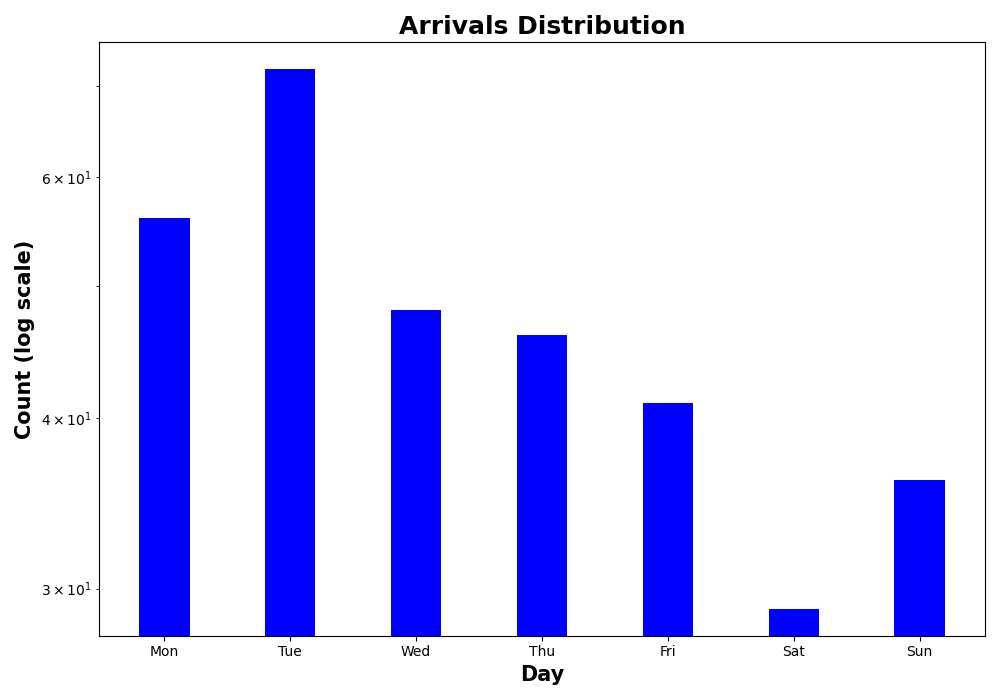 Arrivals Distribution
Count (log scale)
6 × 10¹
4 × 10¹
3 × 10¹
Mon Tue Wed Thu Fri Sat Sun
Day